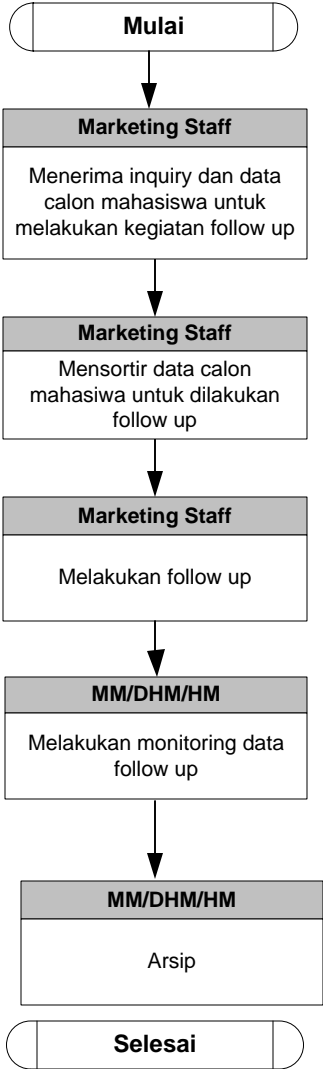 Mulai
Marketing Staff
Menerima inquiry dan data
calon mahasiswa untuk
melakukan kegiatan follow up
Marketing Staff
Mensortir data calon
mahasiwa untuk dilakukan
follow up
Marketing Staff
Melakukan follow up
MM/DHM/HM
Melakukan monitoring data
follow up
MM/DHM/HM
Arsip
Selesai